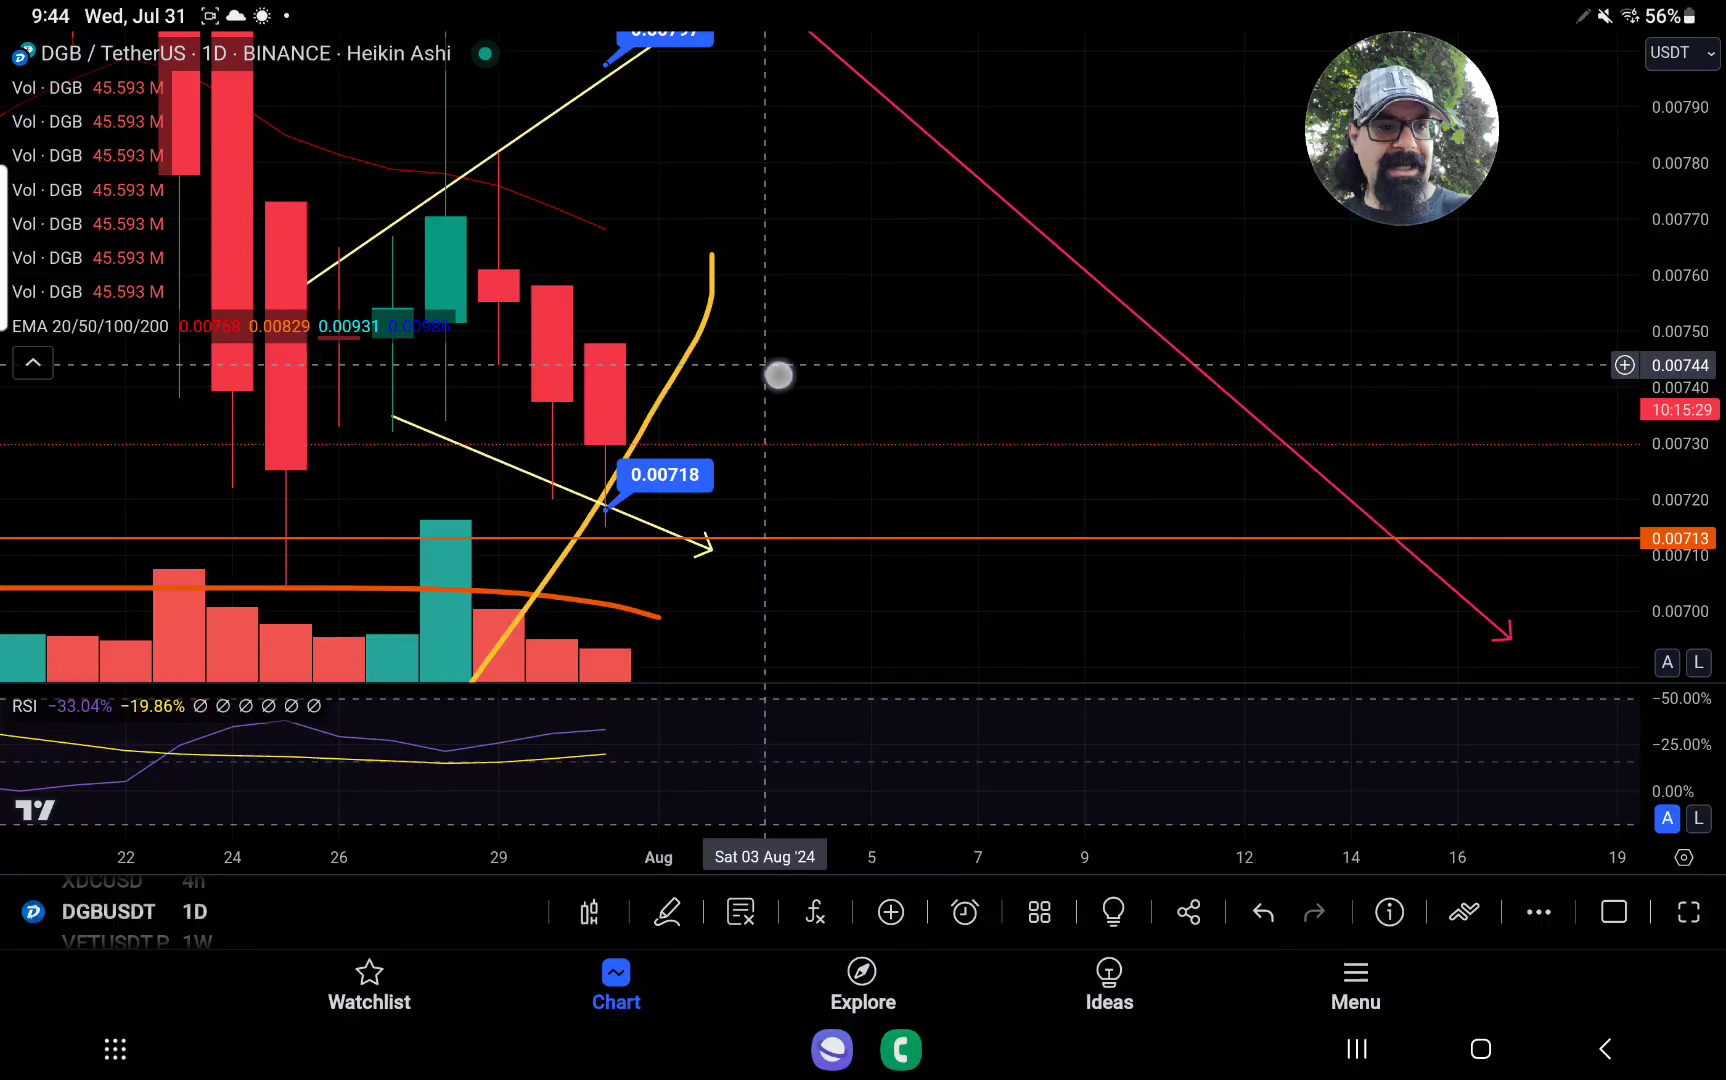 9:44 Wed, Jul 31
56%
DGB / TetherUS · 1D · BINANCE · Heikin Ashi
USDT
0.00797
Vol · DGB 45.593 M
Vol · DGB 45.593 M
Vol · DGB 45.593 M
Vol · DGB 45.593 M
Vol · DGB 45.593 M
Vol · DGB 45.593 M
Vol · DGB 45.593 M
EMA 20/50/100/200 0.00768 0.00829 0.00931 0.00986
0.00790
0.00780
0.00770
0.00760
0.00750
0.00744
0.00740
10:15:29
0.00730
0.00718
0.00720
0.00713
0.00710
0.00700
A L
RSI −33.04% −19.86% ∅ ∅ ∅ ∅ ∅ ∅
−50.00%
−25.00%
0.00%
A L
22 24 26 29 Aug Sat 03 Aug '24 5 7 9 12 14 16 19
XDCUSD 4h
DGBUSDT 1D
VETUSDT.P 1W
Watchlist Chart Explore Ideas Menu